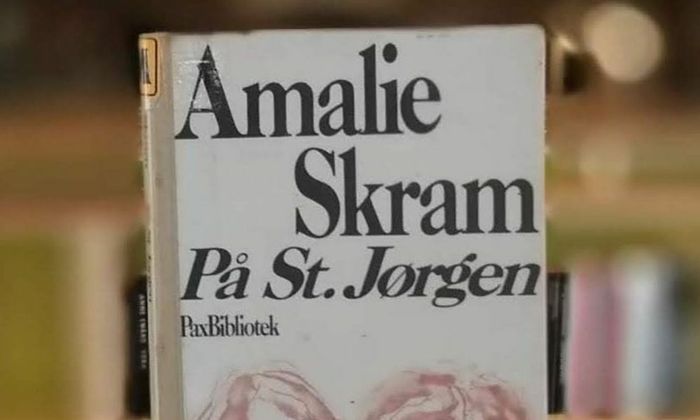 Amalie
Skram
På St. Jørgen
PaxBibliotek